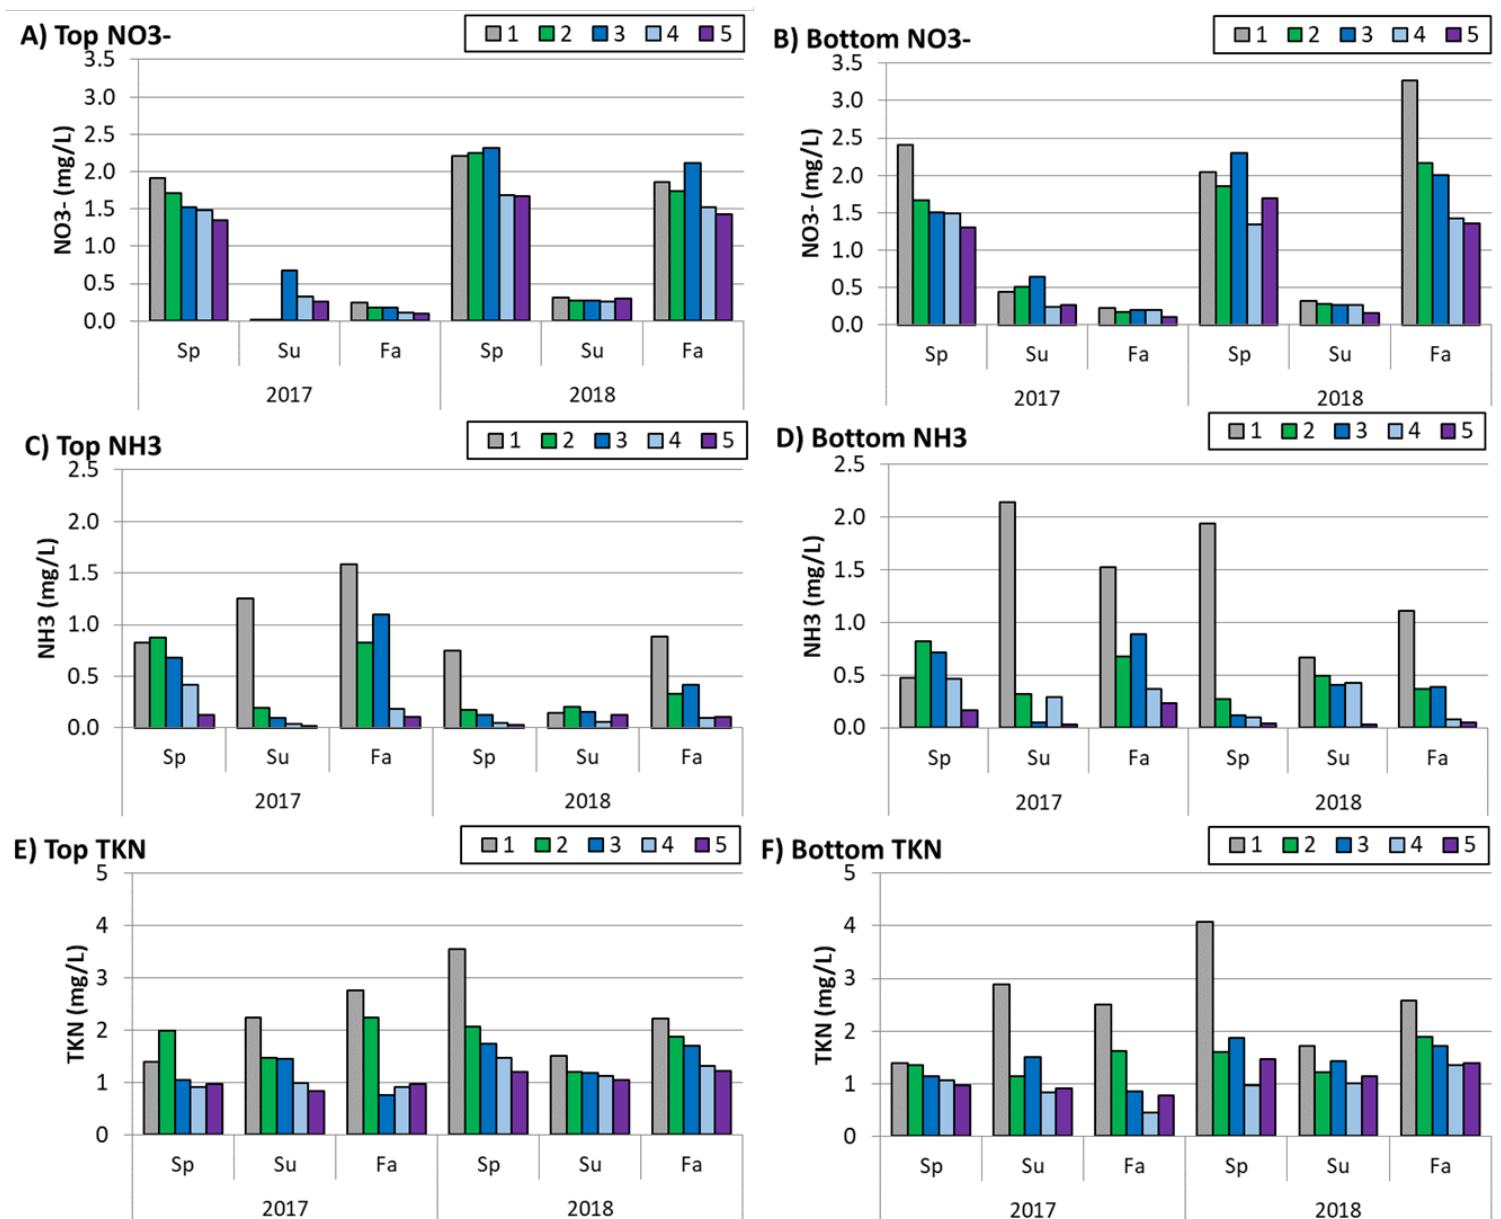 A) Top NO3-
1 2 3 4 5
3.5
3.0
2.5
2.0
1.5
1.0
0.5
0.0
NO3- (mg/L)
Sp Su Fa Sp Su Fa
2017 2018
B) Bottom NO3-
1 2 3 4 5
3.5
3.0
2.5
2.0
1.5
1.0
0.5
0.0
NO3- (mg/L)
Sp Su Fa Sp Su Fa
2017 2018
C) Top NH3
1 2 3 4 5
2.5
2.0
1.5
1.0
0.5
0.0
NH3 (mg/L)
Sp Su Fa Sp Su Fa
2017 2018
D) Bottom NH3
1 2 3 4 5
2.5
2.0
1.5
1.0
0.5
0.0
NH3 (mg/L)
Sp Su Fa Sp Su Fa
2017 2018
E) Top TKN
1 2 3 4 5
5
4
3
2
1
0
TKN (mg/L)
Sp Su Fa Sp Su Fa
2017 2018
F) Bottom TKN
1 2 3 4 5
5
4
3
2
1
0
TKN (mg/L)
Sp Su Fa Sp Su Fa
2017 2018